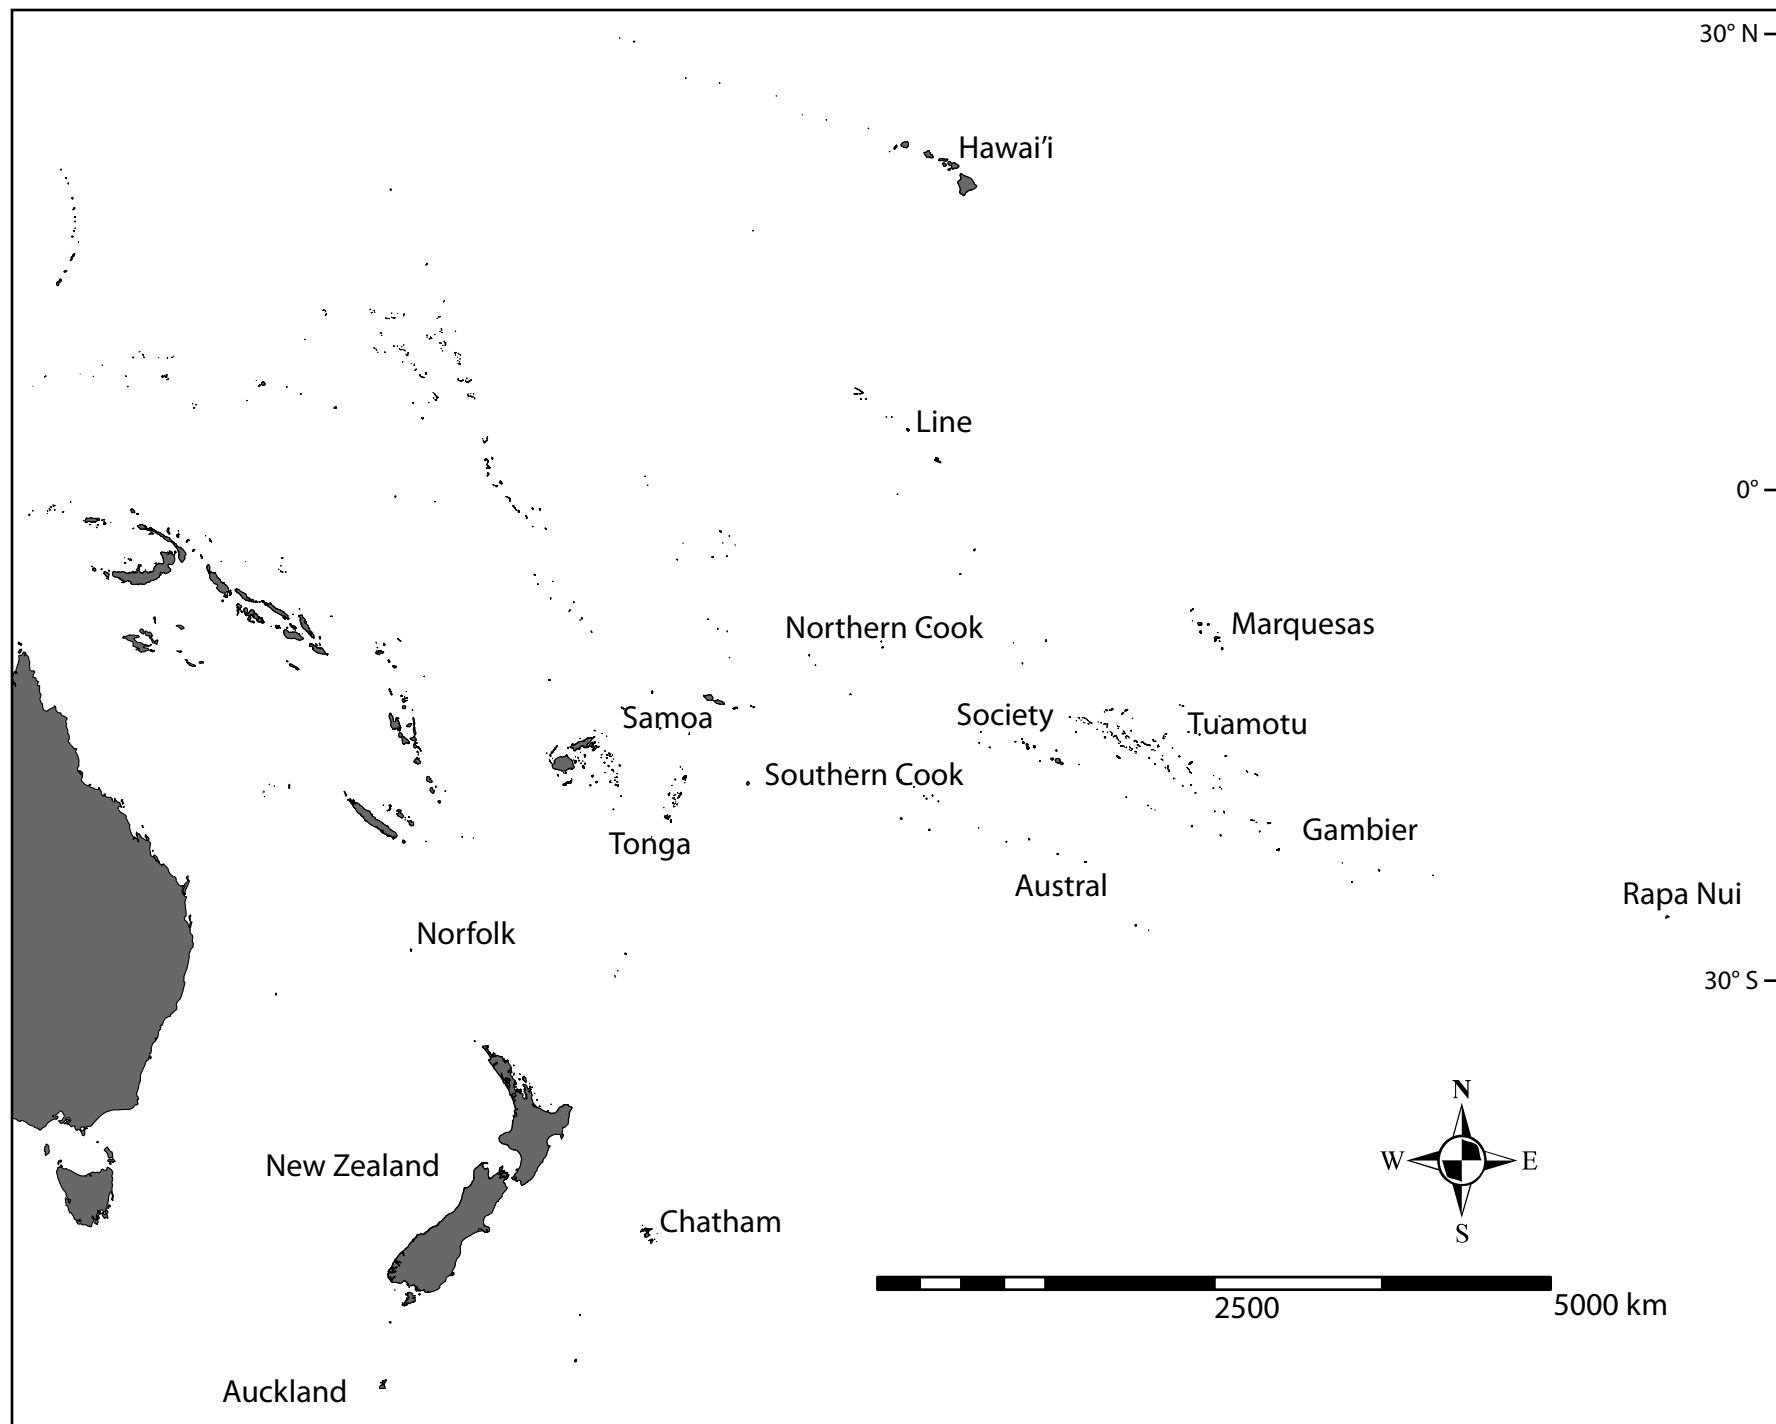 30° N
Hawai‘i
Line
0°
Northern Cook
Marquesas
Samoa
Society
Tuamotu
Southern Cook
Tonga
Gambier
Austral
Rapa Nui
Norfolk
30° S
N
W
E
S
New Zealand
Chatham
2500
5000 km
Auckland